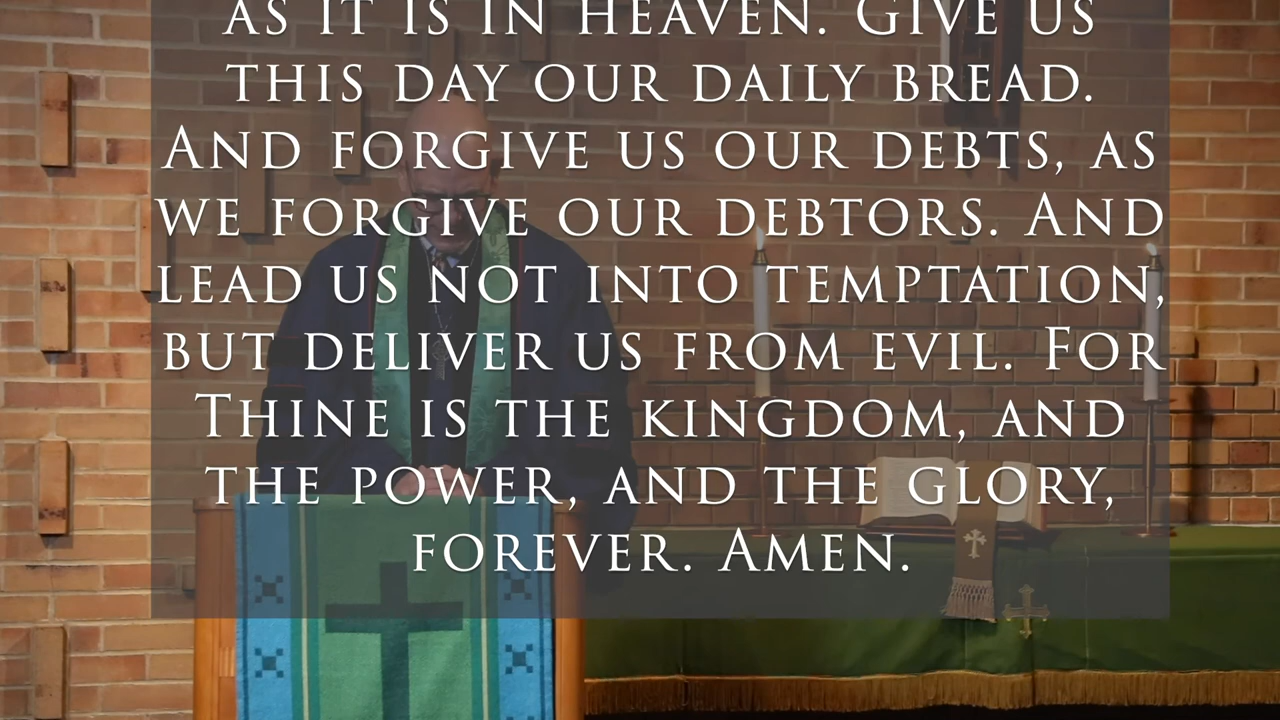 AS IT IS IN HEAVEN. GIVE US
THIS DAY OUR DAILY BREAD.
AND FORGIVE US OUR DEBTS, AS
WE FORGIVE OUR DEBTORS. AND
LEAD US NOT INTO TEMPTATION,
BUT DELIVER US FROM EVIL. FOR
THINE IS THE KINGDOM, AND
THE POWER, AND THE GLORY,
FOREVER. AMEN.